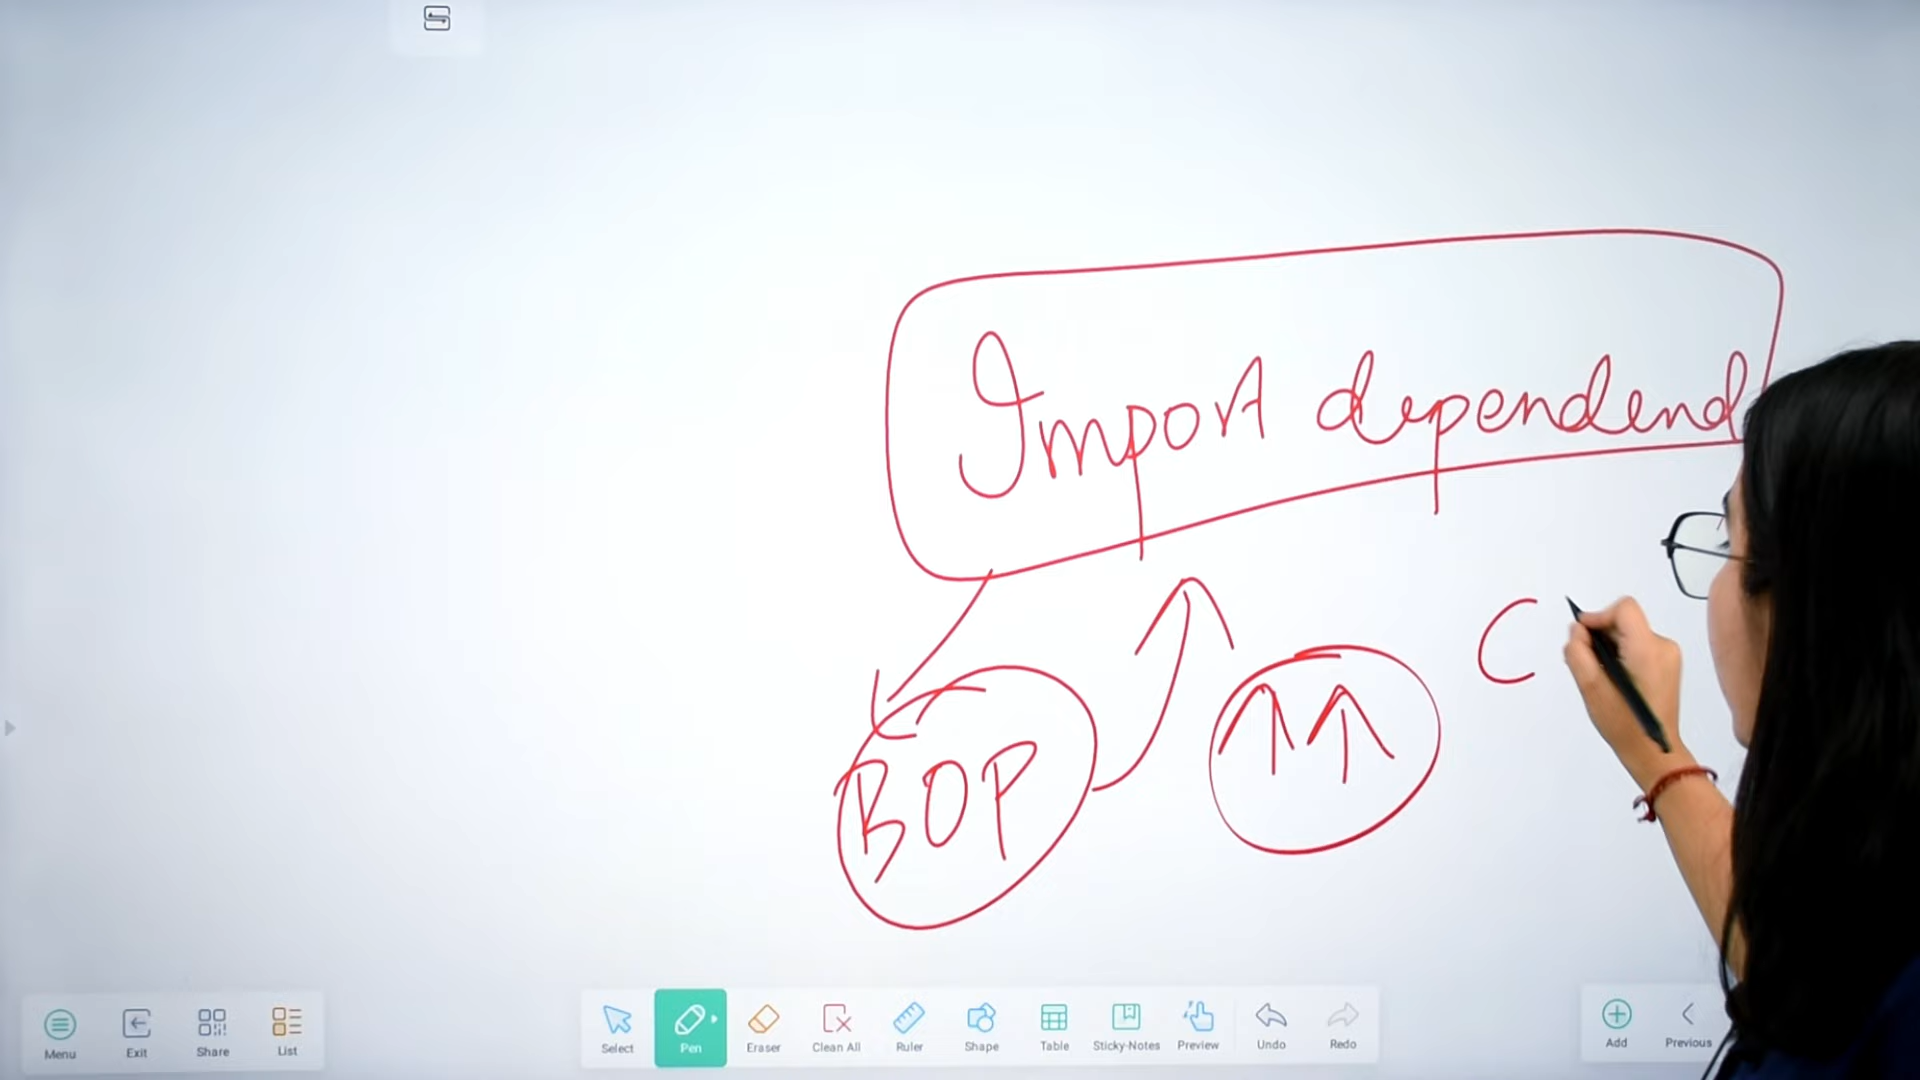 Import dependend
C
BOP
Menu Exit Share List Select Pen Eraser Clean All Ruler Shape Table Sticky-Notes Preview Undo Redo Add Previous